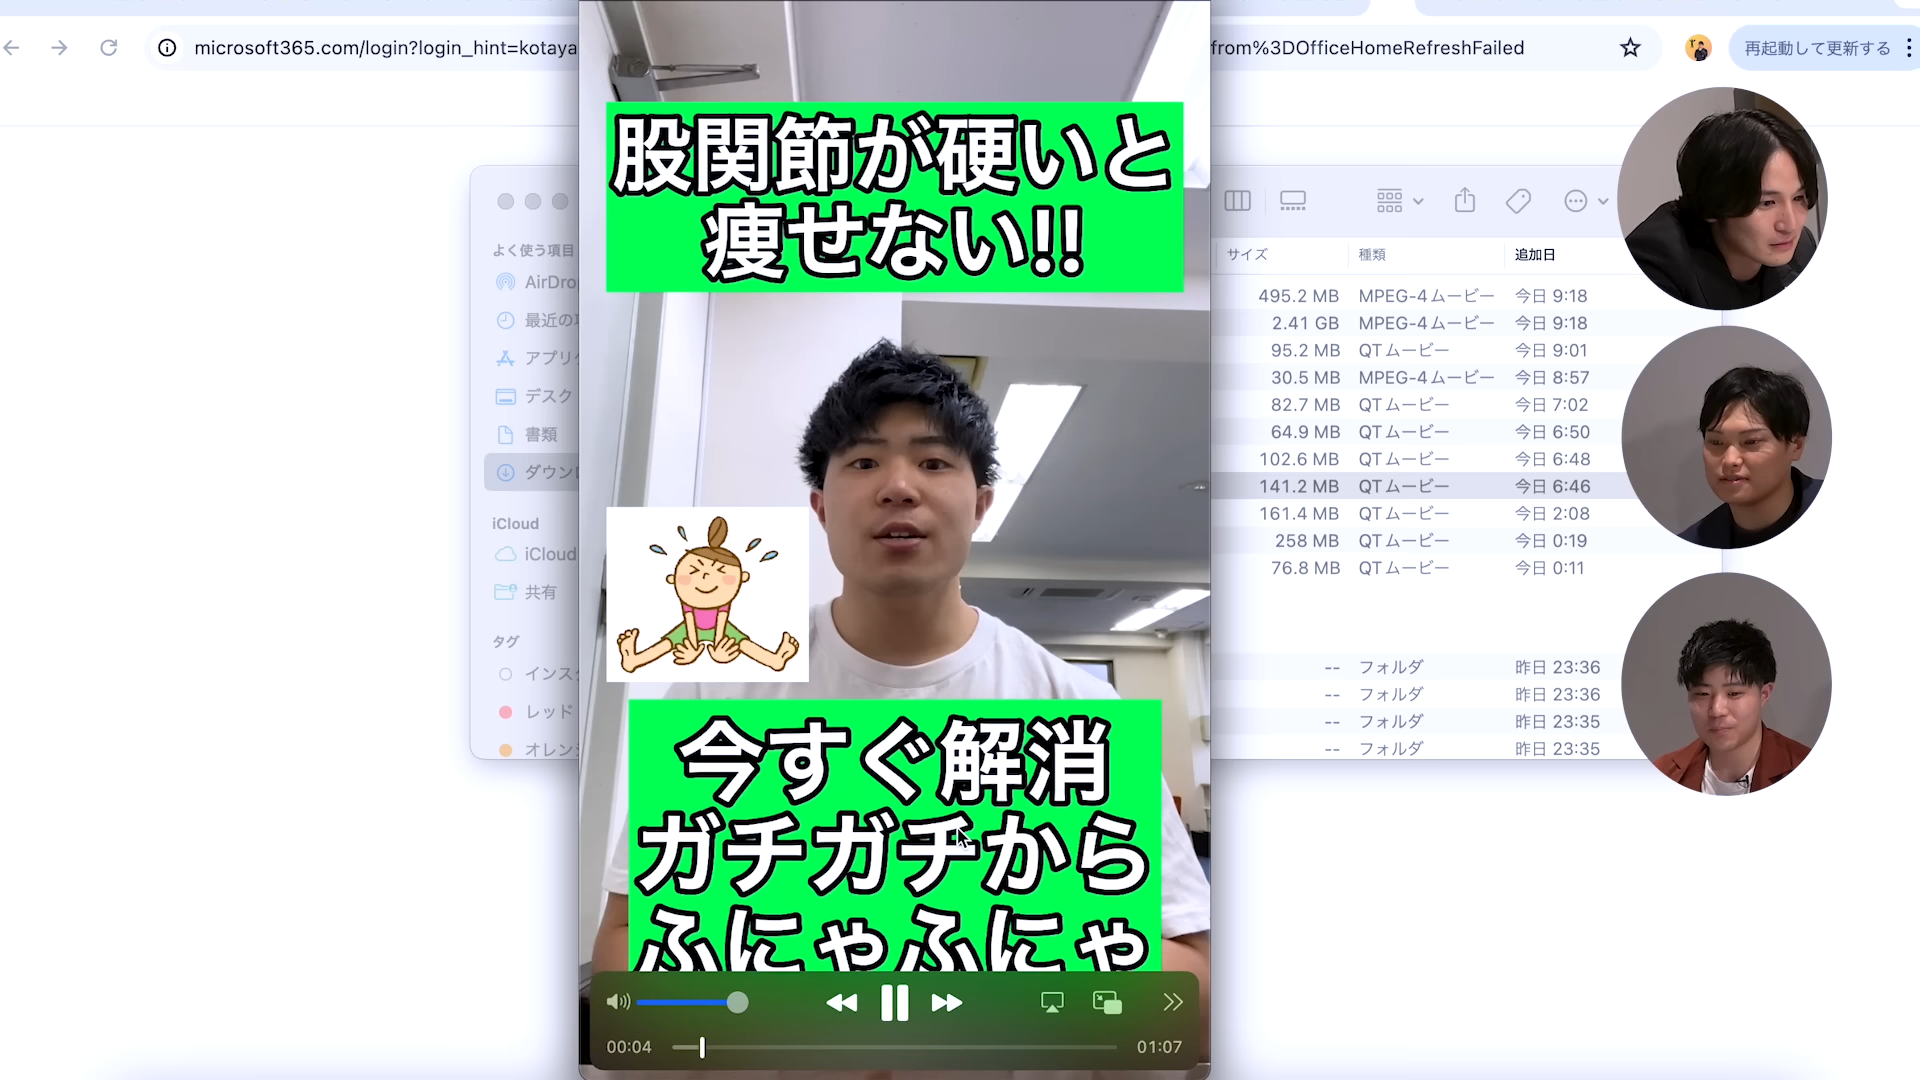 microsoft365.com/login?login_hint=kotaya
from%3DOfficeHomeRefreshFailed
再起動して更新する
股関節が硬いと
痩せない!!
今すぐ解消
ガチガチから
ふにゃふにゃ
00:04
01:07
よく使う項目
AirDro
最近の
アプリ
デスク
書類
ダウン
iCloud
iCloud
共有
タグ
インス
レッド
オレン
サイズ 種類 追加日
495.2 MB MPEG-4ムービー 今日 9:18
2.41 GB MPEG-4ムービー 今日 9:18
95.2 MB QTムービー 今日 9:01
30.5 MB MPEG-4ムービー 今日 8:57
82.7 MB QTムービー 今日 7:02
64.9 MB QTムービー 今日 6:50
102.6 MB QTムービー 今日 6:48
141.2 MB QTムービー 今日 6:46
161.4 MB QTムービー 今日 2:08
258 MB QTムービー 今日 0:19
76.8 MB QTムービー 今日 0:11
-- フォルダ 昨日 23:36
-- フォルダ 昨日 23:36
-- フォルダ 昨日 23:35
-- フォルダ 昨日 23:35